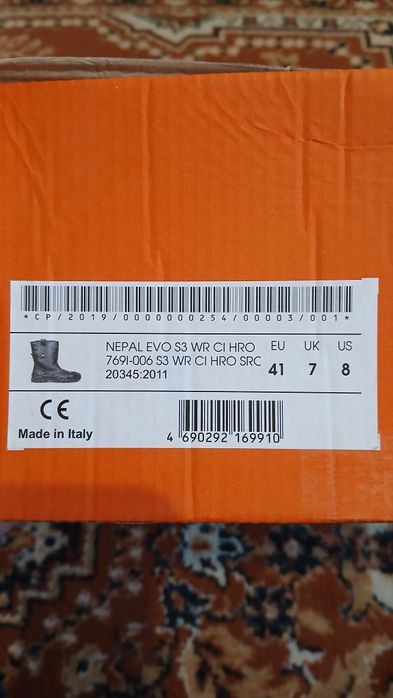 *CP/2019/0000000254/00003/001*
NEPAL EVO S3 WR CI HRO EU UK US
769I-006 S3 WR CI HRO SRC 41 7 8
20345:2011
CE
Made in Italy
4 690292 169910